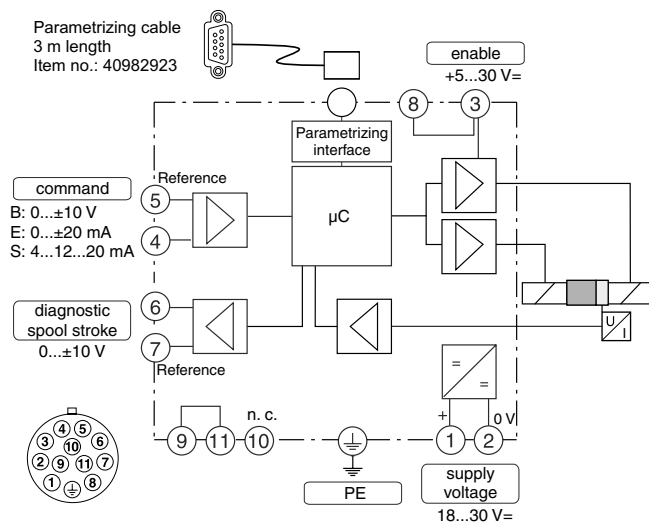 Parametrizing cable
3 m length
Item no.: 40982923
enable
+5...30 V=
8
3
Parametrizing
interface
command
B: 0...±10 V
E: 0...±20 mA
S: 4...12...20 mA
Reference
5
4
µC
diagnostic
spool stroke
0...±10 V
6
7
Reference
U
I
=
=
+
0 V
n. c.
9
11
10
1
2
PE
supply
voltage
18...30 V=
4
5
3
6
10
2
9
11
7
1
8